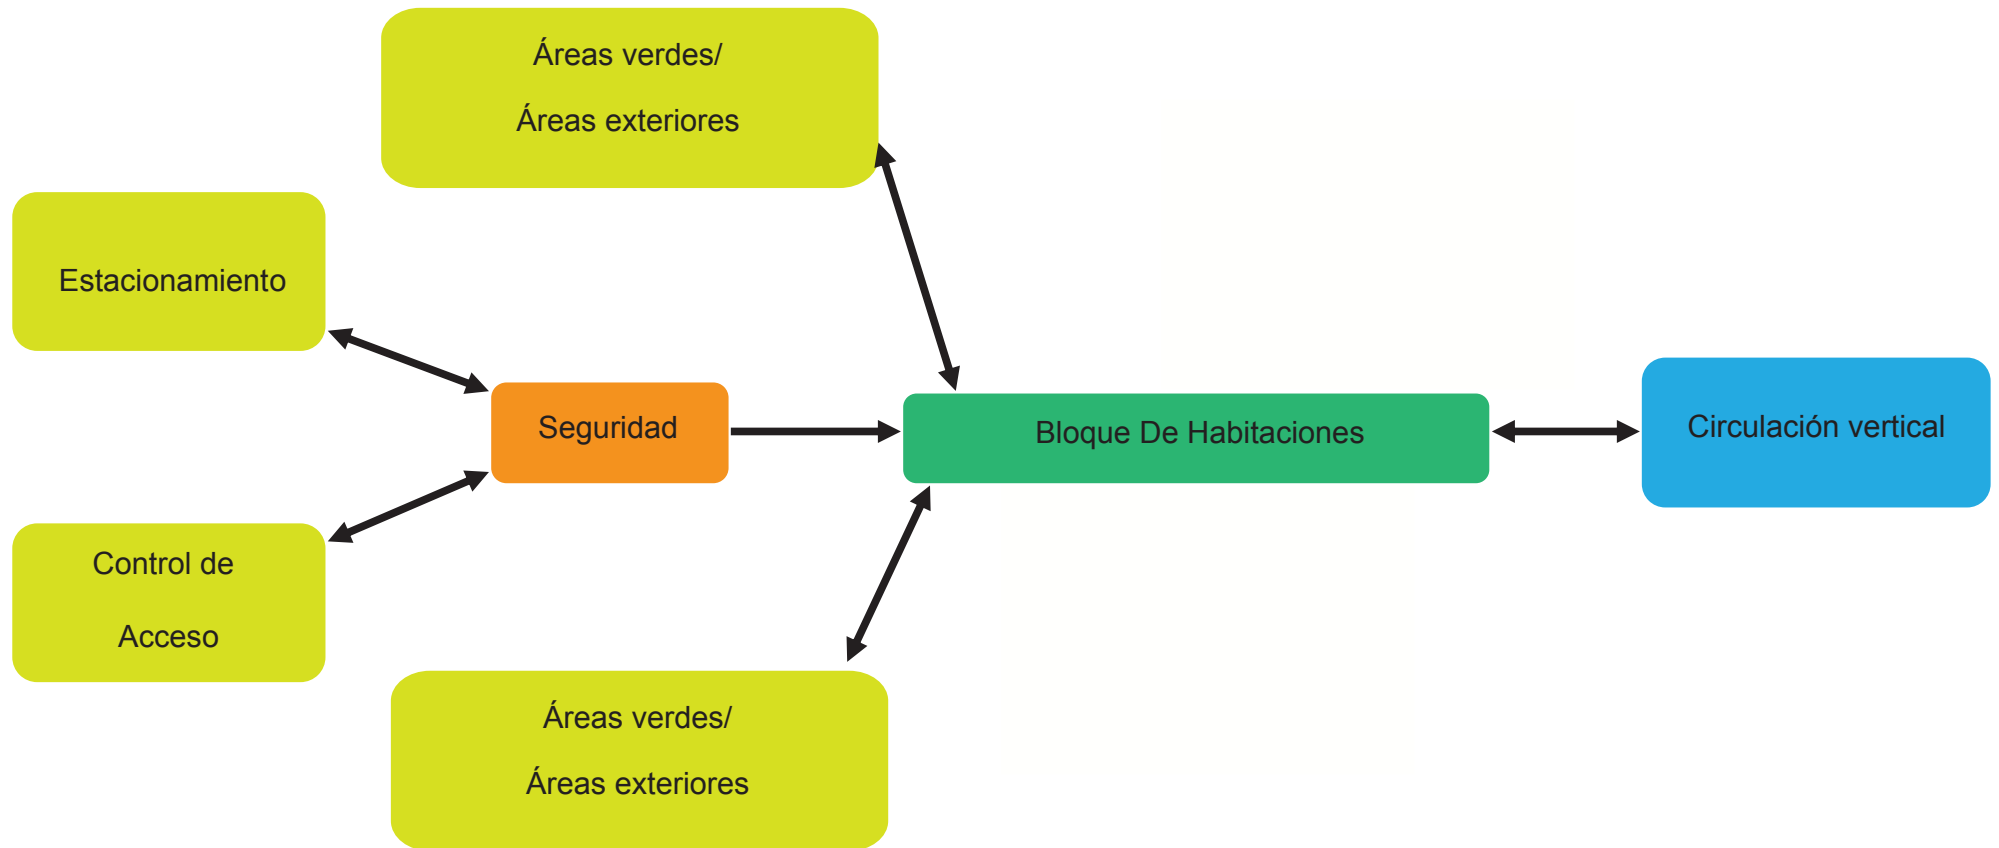 Áreas verdes/
Áreas exteriores
Estacionamiento
Seguridad
Bloque De Habitaciones
Circulación vertical
Control de
Acceso
Áreas verdes/
Áreas exteriores